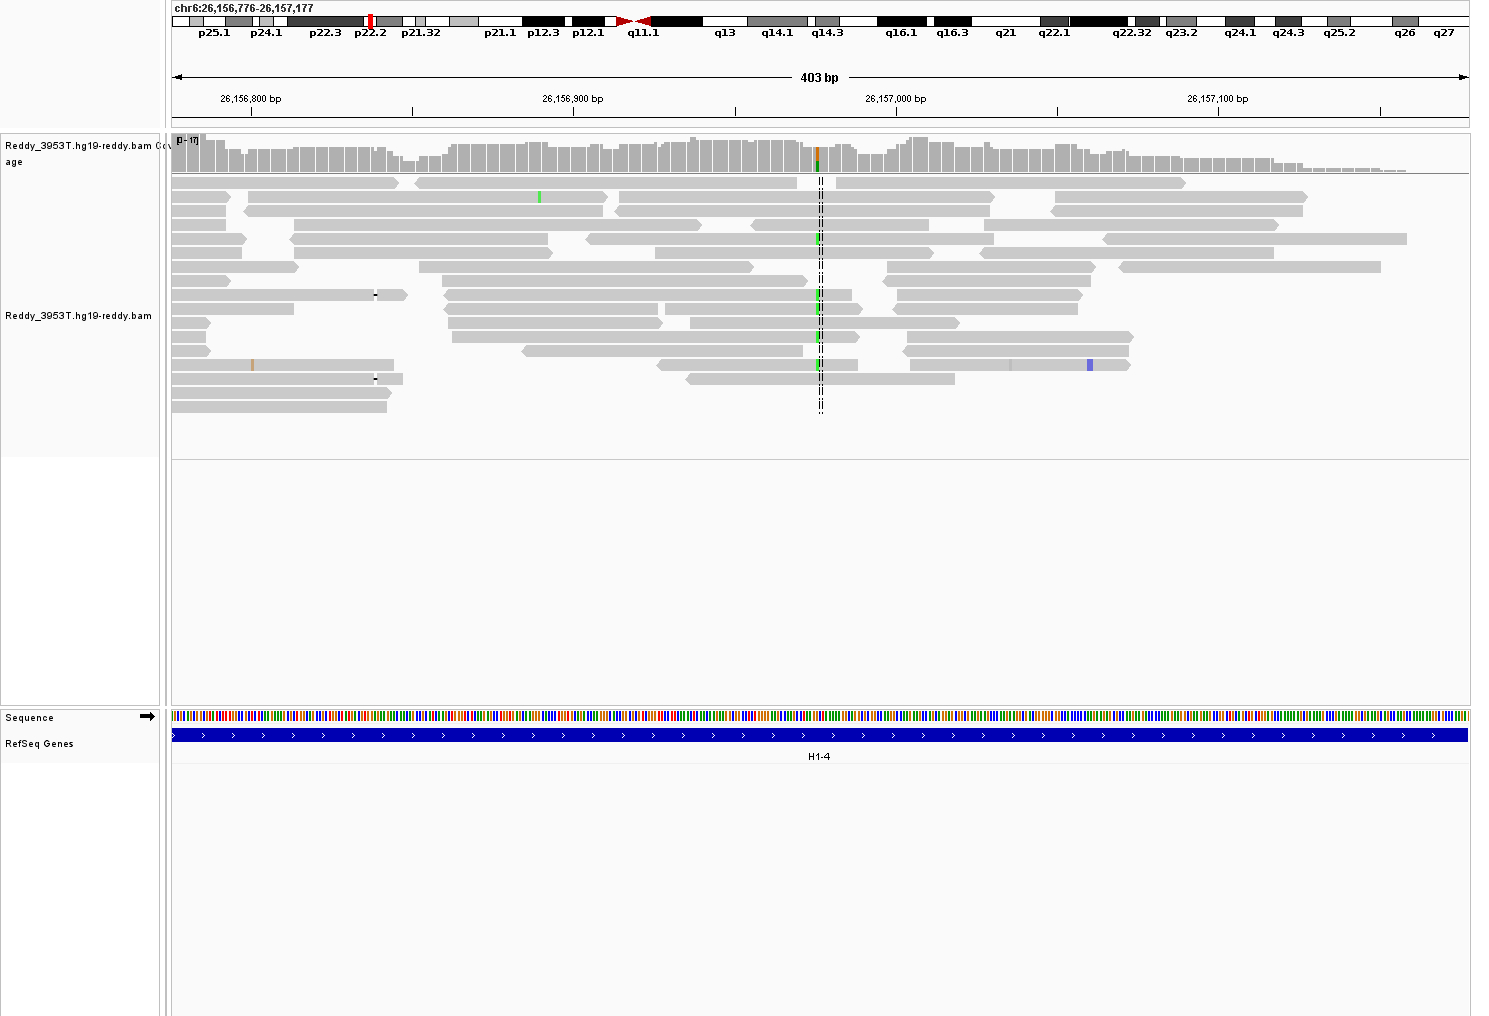 chr6:26,156,776-26,157,177
p25.1 p24.1 p22.3 p22.2 p21.32 p21.1 p12.3 p12.1 q11.1 q13 q14.1 q14.3 q16.1 q16.3 q21 q22.1 q22.32 q23.2 q24.1 q24.3 q25.2 q26 q27
403 bp
26,156,800 bp 26,156,900 bp 26,157,000 bp 26,157,100 bp
Reddy_3953T.hg19-reddy.bam Cov
age
[0 - 17]
Reddy_3953T.hg19-reddy.bam
Sequence
RefSeq Genes
H1-4